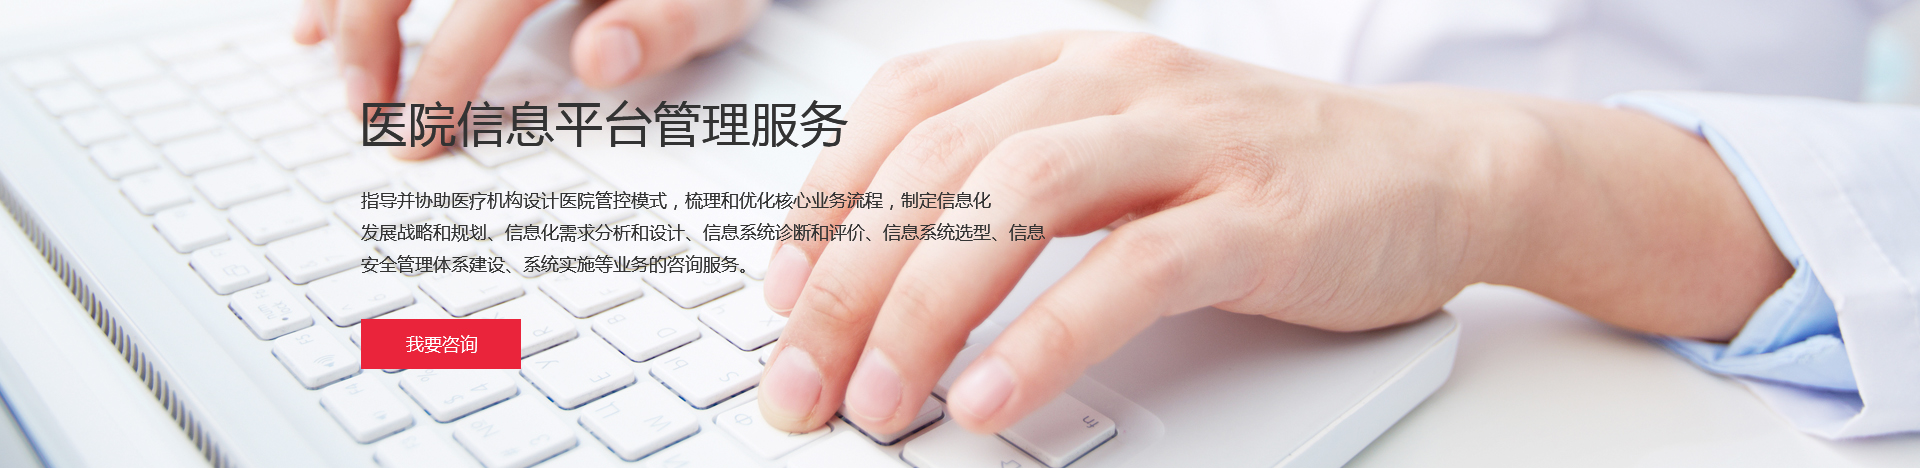 医院信息平台管理服务
指导并协助医疗机构设计医院管控模式，梳理和优化核心业务流程，制定信息化
发展战略和规划、信息化需求分析和设计、信息系统诊断和评价、信息系统选型、信息
安全管理体系建设、系统实施等业务的咨询服务。
我要咨询